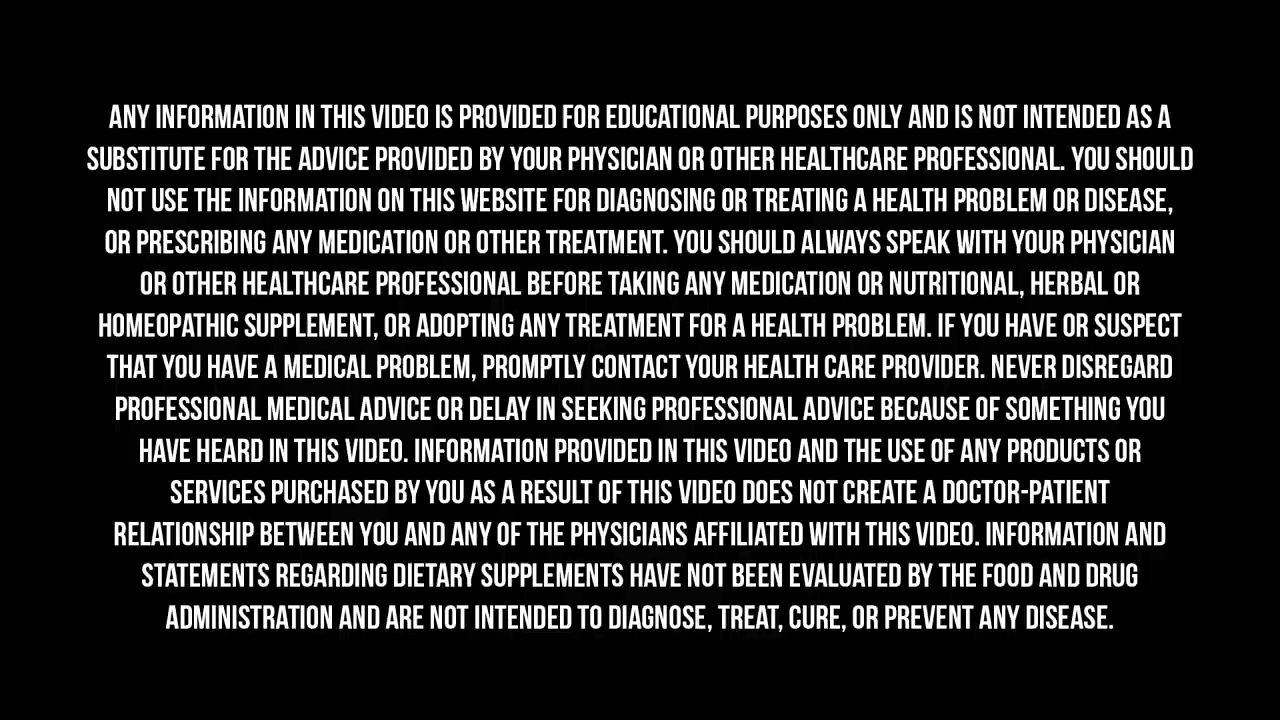 ANY INFORMATION IN THIS VIDEO IS PROVIDED FOR EDUCATIONAL PURPOSES ONLY AND IS NOT INTENDED AS A
SUBSTITUTE FOR THE ADVICE PROVIDED BY YOUR PHYSICIAN OR OTHER HEALTHCARE PROFESSIONAL. YOU SHOULD
NOT USE THE INFORMATION ON THIS WEBSITE FOR DIAGNOSING OR TREATING A HEALTH PROBLEM OR DISEASE,
OR PRESCRIBING ANY MEDICATION OR OTHER TREATMENT. YOU SHOULD ALWAYS SPEAK WITH YOUR PHYSICIAN
OR OTHER HEALTHCARE PROFESSIONAL BEFORE TAKING ANY MEDICATION OR NUTRITIONAL, HERBAL OR
HOMEOPATHIC SUPPLEMENT, OR ADOPTING ANY TREATMENT FOR A HEALTH PROBLEM. IF YOU HAVE OR SUSPECT
THAT YOU HAVE A MEDICAL PROBLEM, PROMPTLY CONTACT YOUR HEALTH CARE PROVIDER. NEVER DISREGARD
PROFESSIONAL MEDICAL ADVICE OR DELAY IN SEEKING PROFESSIONAL ADVICE BECAUSE OF SOMETHING YOU
HAVE HEARD IN THIS VIDEO. INFORMATION PROVIDED IN THIS VIDEO AND THE USE OF ANY PRODUCTS OR
SERVICES PURCHASED BY YOU AS A RESULT OF THIS VIDEO DOES NOT CREATE A DOCTOR-PATIENT
RELATIONSHIP BETWEEN YOU AND ANY OF THE PHYSICIANS AFFILIATED WITH THIS VIDEO. INFORMATION AND
STATEMENTS REGARDING DIETARY SUPPLEMENTS HAVE NOT BEEN EVALUATED BY THE FOOD AND DRUG
ADMINISTRATION AND ARE NOT INTENDED TO DIAGNOSE, TREAT, CURE, OR PREVENT ANY DISEASE.